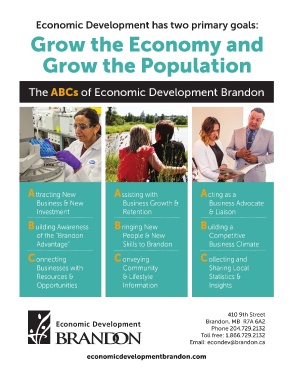 Economic Development has two primary goals:
Grow the Economy and
Grow the Population
The ABCs of Economic Development Brandon
Attracting New
Business & New
Investment
Building Awareness
of the "Brandon
Advantage"
Connecting
Businesses with
Resources &
Opportunities
Assisting with
Business Growth &
Retention
Bringing New
People & New
Skills to Brandon
Conveying
Community
& Lifestyle
Information
Acting as a
Business Advocate
& Liaison
Building a
Competitive
Business Climate
Collecting and
Sharing Local
Statistics &
Insights
Economic Development
BRANDON
410 9th Street
Brandon, MB R7A 6A2
Phone 204.729.2132
Toll free: 1.866.729.2132
Email: econdev@brandon.ca
economicdevelopmentbrandon.com